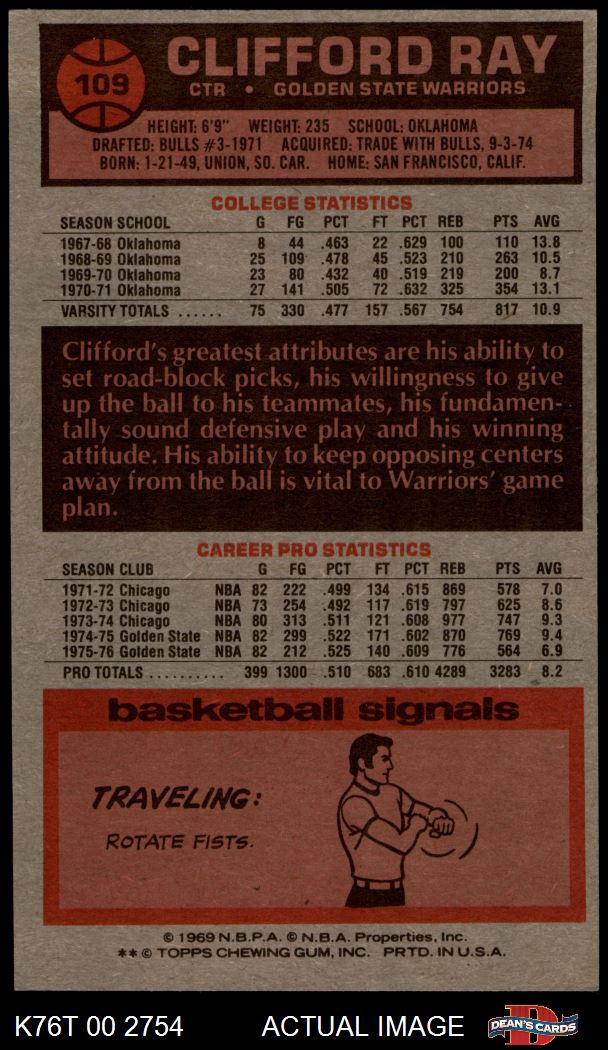 109
CLIFFORD RAY
CTR • GOLDEN STATE WARRIORS
HEIGHT: 6'9" WEIGHT: 235 SCHOOL: OKLAHOMA
DRAFTED: BULLS #3-1971 ACQUIRED: TRADE WITH BULLS, 9-3-74
BORN: 1-21-49, UNION, SO. CAR. HOME: SAN FRANCISCO, CALIF.
COLLEGE STATISTICS
SEASON SCHOOL G FG PCT FT PCT REB PTS AVG
1967-68 Oklahoma 8 44 .463 22 .629 100 110 13.8
1968-69 Oklahoma 25 109 .478 45 .523 210 263 10.5
1969-70 Oklahoma 23 80 .432 40 .519 219 200 8.7
1970-71 Oklahoma 27 141 .505 72 .632 325 354 13.1
VARSITY TOTALS ...... 75 330 .477 157 .567 754 817 10.9
Clifford's greatest attributes are his ability to
set road-block picks, his willingness to give
up the ball to his teammates, his fundamen-
tally sound defensive play and his winning
attitude. His ability to keep opposing centers
away from the ball is vital to Warriors' game
plan.
CAREER PRO STATISTICS
SEASON CLUB G FG PCT FT PCT REB PTS AVG
1971-72 Chicago NBA 82 222 .499 134 .615 869 578 7.0
1972-73 Chicago NBA 73 254 .492 117 .619 797 625 8.6
1973-74 Chicago NBA 80 313 .511 121 .608 977 747 9.3
1974-75 Golden State NBA 82 299 .522 171 .602 870 769 9.4
1975-76 Golden State NBA 82 212 .525 140 .609 776 564 6.9
PRO TOTALS .......... 399 1300 .510 683 .610 4289 3283 8.2
basketball signals
TRAVELING:
ROTATE FISTS.
© 1969 N.B.P.A. © N.B.A. Properties, Inc.
** © TOPPS CHEWING GUM, INC. PRTD. IN U.S.A.
K76T 00 2754 ACTUAL IMAGE D DEAN'S CARDS